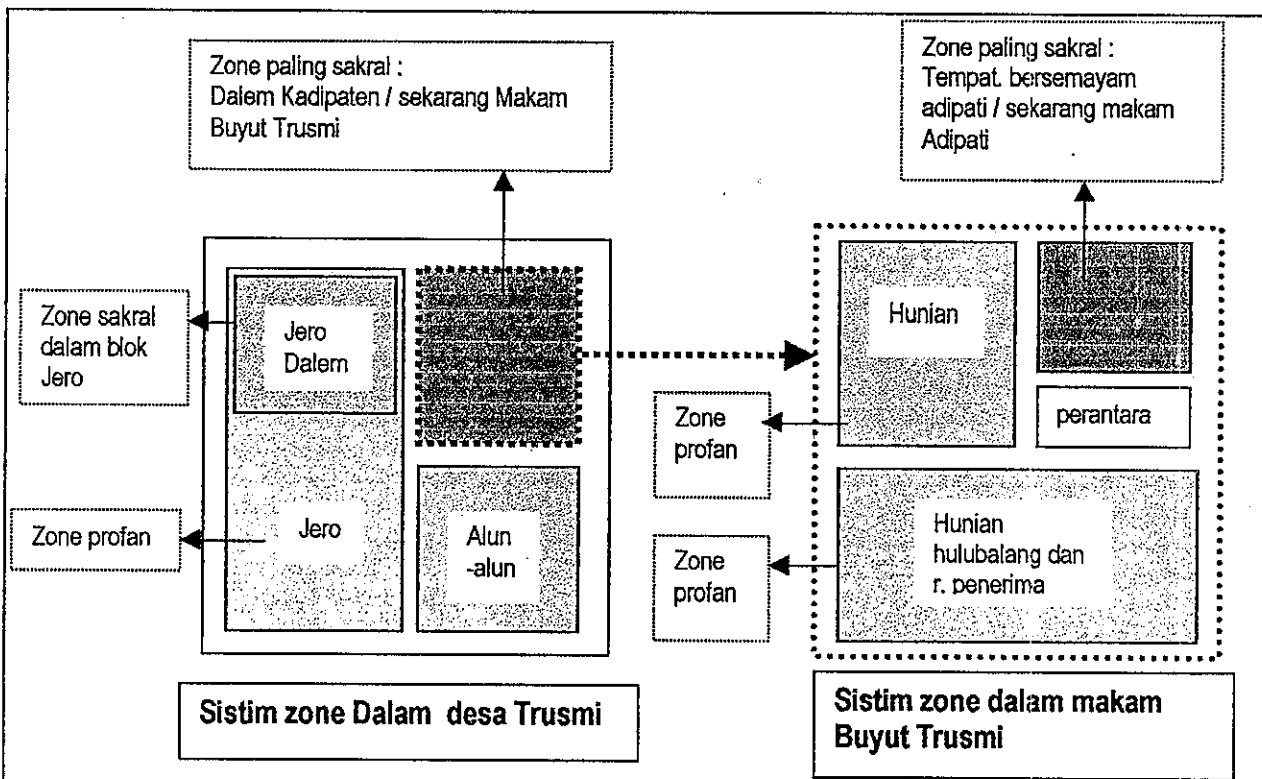 Zone paling sakral :
Dalem Kadipaten / sekarang Makam
Buyut Trusmi
Zone paling sakral :
Tempat. bersemayam
adipati / sekarang makam
Adipati
Zone sakral
dalam blok
Jero
Jero
Dalem
Zone profan
Jero
Alun
-alun
Hunian
Zone
profan
perantara
Zone
profan
Hunian
hulubalang dan
r. penerima
Sistim zone Dalam desa Trusmi
Sistim zone dalam makam
Buyut Trusmi